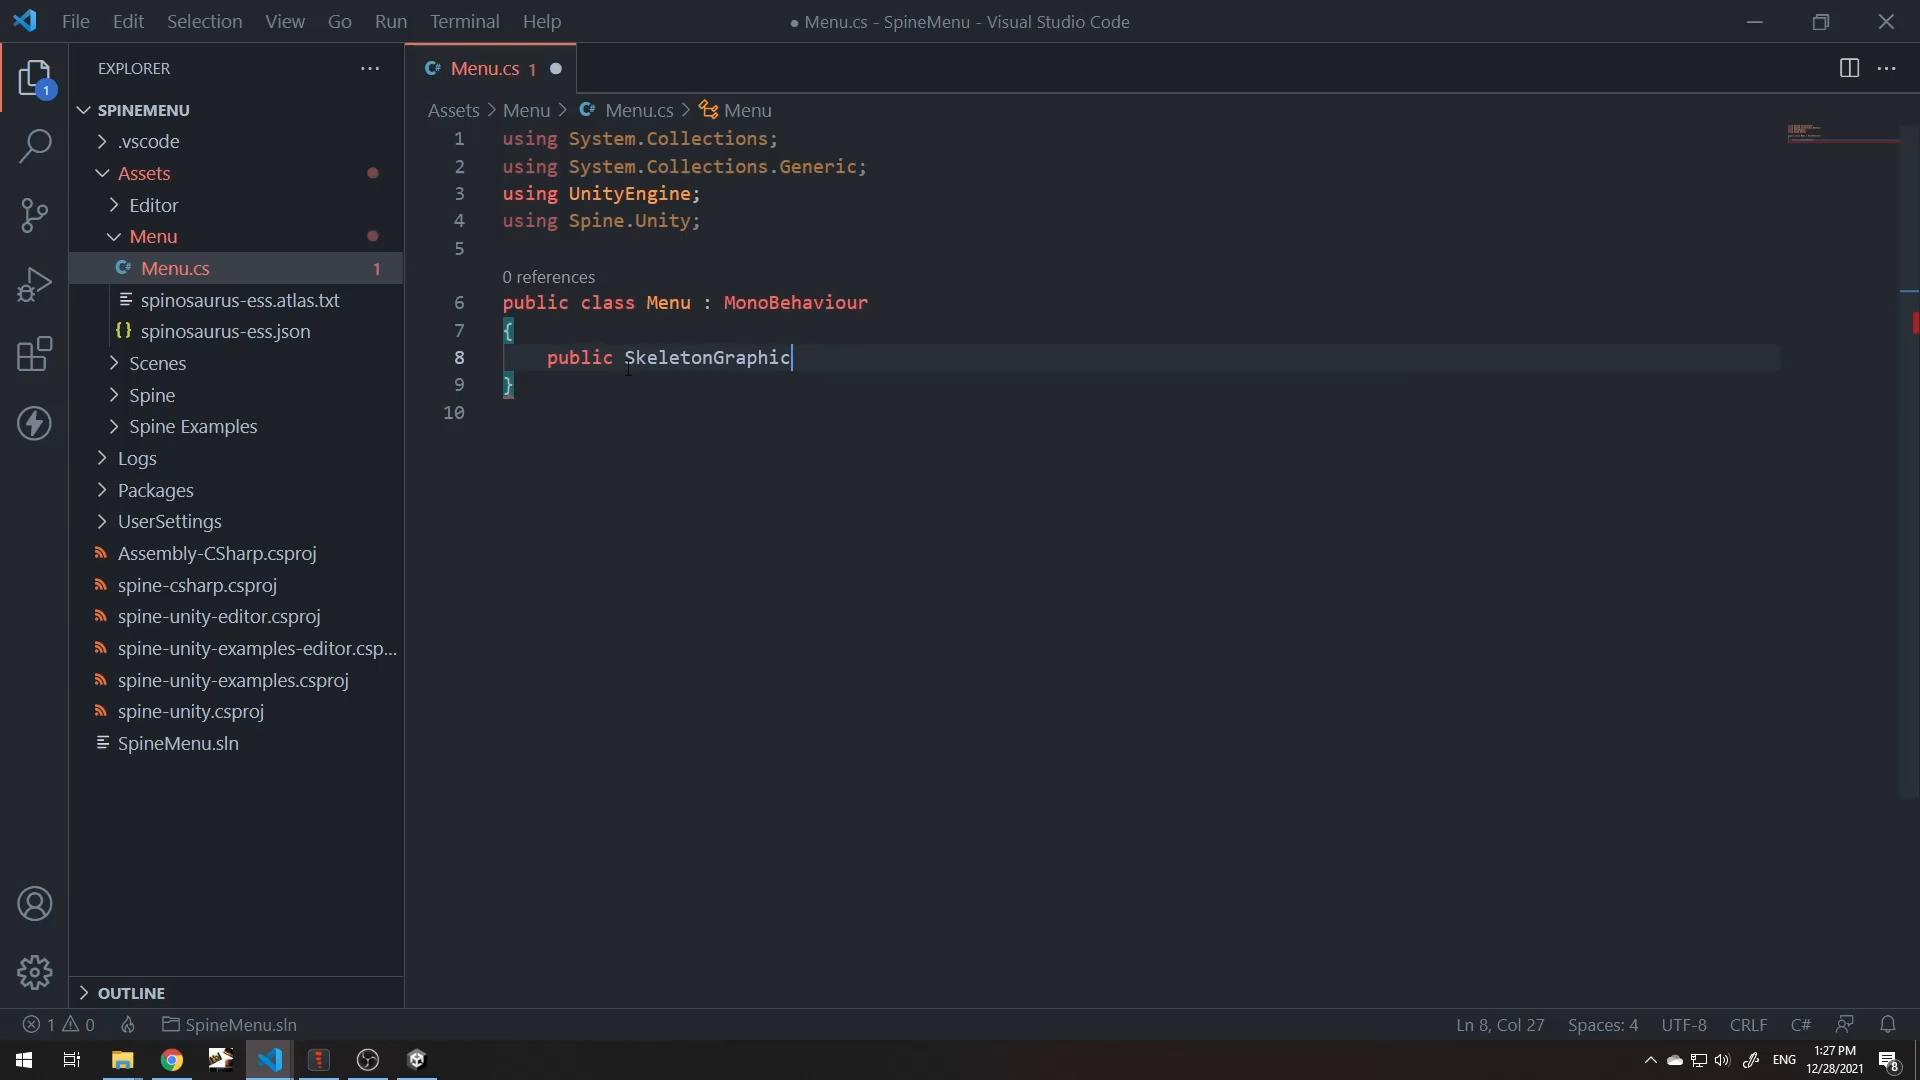 File Edit Selection View Go Run Terminal Help
● Menu.cs - SpineMenu - Visual Studio Code
EXPLORER
Menu.cs 1
1
SPINEMENU
.vscode
Assets
Editor
Menu
Menu.cs 1
spinosaurus-ess.atlas.txt
spinosaurus-ess.json
Scenes
Spine
Spine Examples
Logs
Packages
UserSettings
Assembly-CSharp.csproj
spine-csharp.csproj
spine-unity-editor.csproj
spine-unity-examples-editor.csp...
spine-unity-examples.csproj
spine-unity.csproj
SpineMenu.sln
OUTLINE
Assets > Menu > Menu.cs > Menu
1 using System.Collections;
2 using System.Collections.Generic;
3 using UnityEngine;
4 using Spine.Unity;
5
0 references
6 public class Menu : MonoBehaviour
7 {
8 public SkeletonGraphic
9 }
10
1 0 SpineMenu.sln
Ln 8, Col 27 Spaces: 4 UTF-8 CRLF C#
ENG
1:27 PM
12/28/2021
8